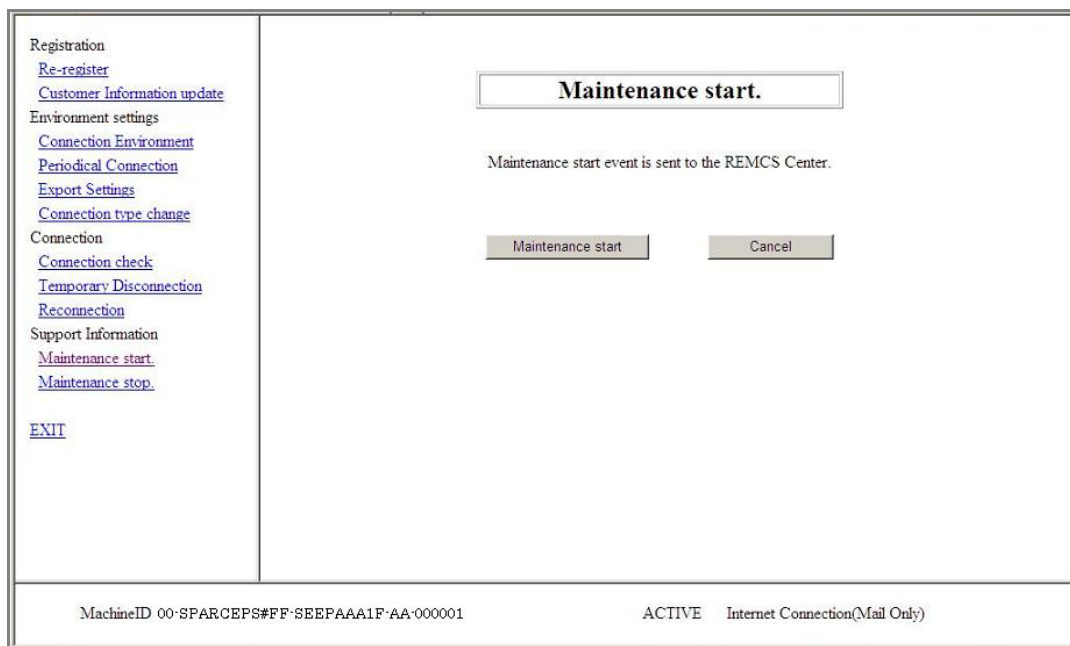 Registration
Re-register
Customer Information update
Environment settings
Connection Environment
Periodical Connection
Export Settings
Connection type change
Connection
Connection check
Temporary Disconnection
Reconnection
Support Information
Maintenance start.
Maintenance stop.
EXIT
Maintenance start.
Maintenance start event is sent to the REMCS Center.
Maintenance start Cancel
MachineID 00-SPARCEPS#FF-SEEPAAA1F-AA-000001 ACTIVE Internet Connection(Mail Only)